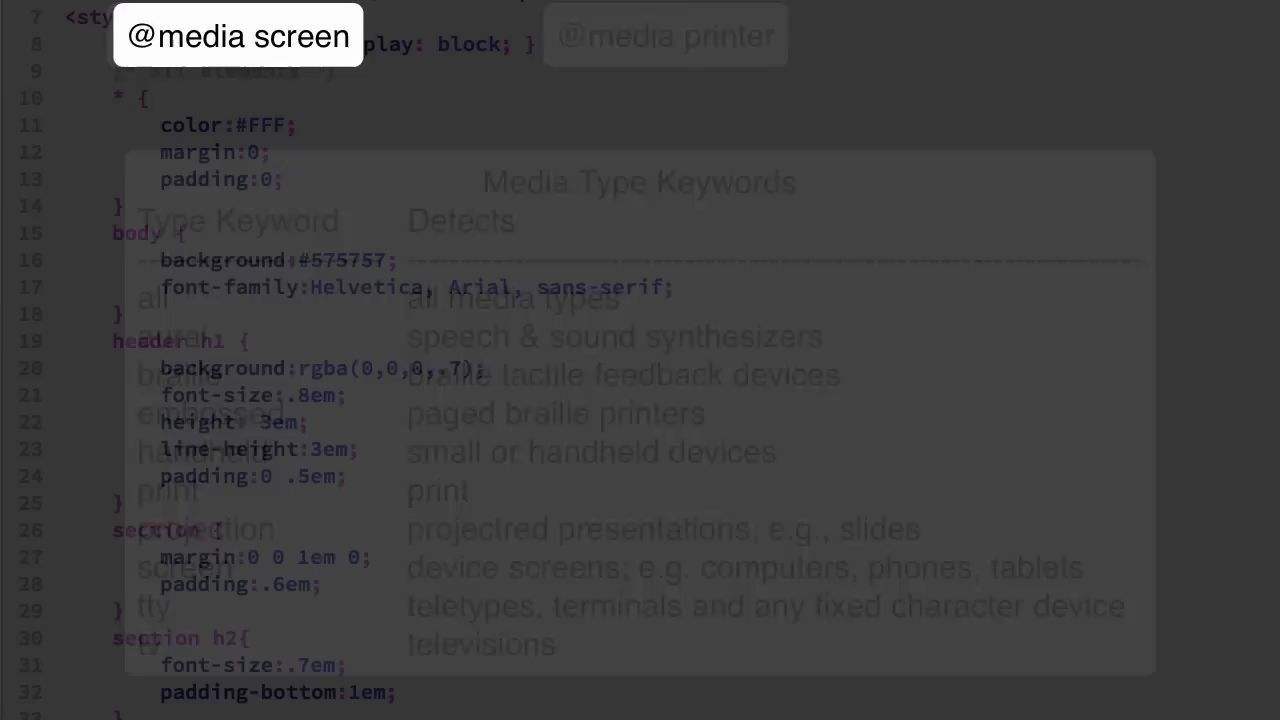 7 <sty
@media screen
@media printer
8 play: block; }
9
10 * {
11 color:#FFF;
12 margin:0;
13 padding:0;
Media Type Keywords
14 }
Type Keyword Detects
15 body {
16 background:#575757;
17 font-family:Helvetica, Arial, sans-serif;
all all media types
18 }
19 header h1 {
aural speech & sound synthesizers
20 background:rgba(0,0,0,.7);
braille braille tactile feedback devices
21 font-size:.8em;
22 height: 3em;
embossed paged braille printers
23 line-height:3em;
handheld small or handheld devices
24 padding:0 .5em;
print print
25 }
26 section {
projection projectred presentations, e.g., slides
27 margin:0 0 1em 0;
screen device screens, e.g. computers, phones, tablets
28 padding:.6em;
29 }
tty teletypes, terminals and any fixed character device
30 section h2{
tv televisions
31 font-size:.7em;
32 padding-bottom:1em;
33 }